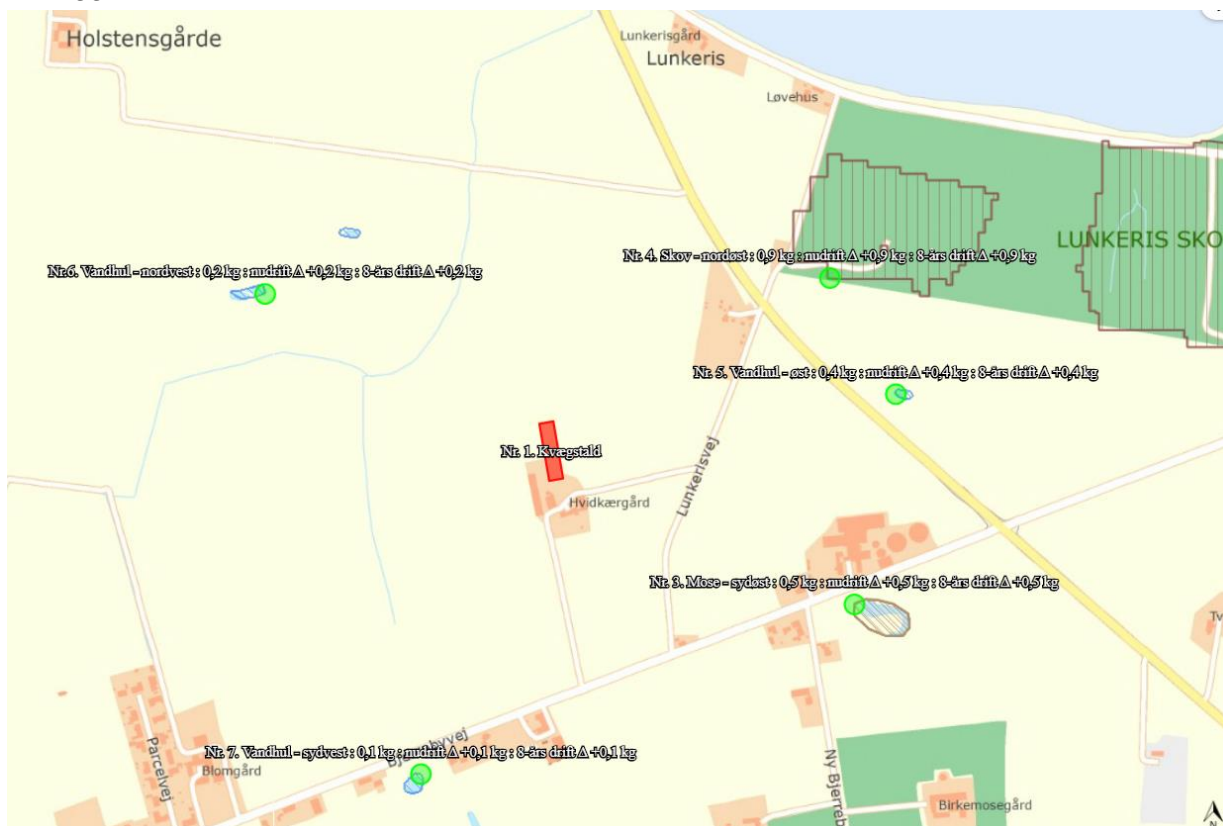 Holstensgårde
Lunkerisgård
Lunkeris
Løvehus
LUNKERIS SKO
Nr.6. Vandhul - nordvest : 0,2 kg : nudrift Δ +0,2 kg : 8-års drift Δ +0,2 kg
Nr. 4. Skov - nordøst : 0,9 kg : nudrift Δ +0,9 kg : 8-års drift Δ +0,9 kg
Nr. 5. Vandhul - øst : 0,4 kg : nudrift Δ +0,4 kg : 8-års drift Δ +0,4 kg
Nr. 1. Kvægstald
Lunkerisvej
Hvidkærgård
Nr. 3. Mose - sydøst : 0,5 kg : nudrift Δ +0,5 kg : 8-års drift Δ +0,5 kg
Tv
Nr. 7. Vandhul - sydvest : 0,1 kg : nudrift Δ +0,1 kg : 8-års drift Δ +0,1 kg
Parcelvej
Blomgård
Ny Bjerreb
Birkemosegård
N